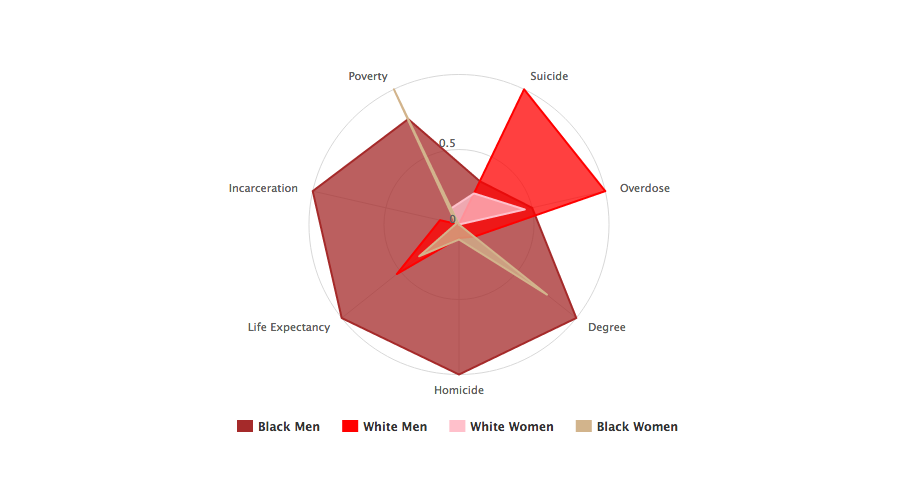 Poverty
Suicide
0.5
Incarceration
Overdose
0
Life Expectancy
Degree
Homicide
Black Men
White Men
White Women
Black Women